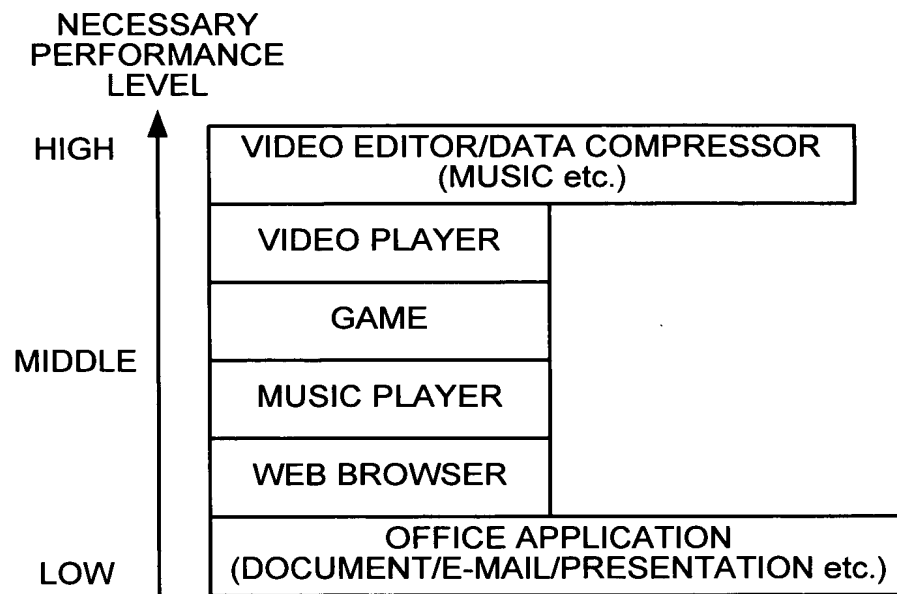 NECESSARY
PERFORMANCE
LEVEL
HIGH
VIDEO EDITOR/DATA COMPRESSOR
(MUSIC etc.)
VIDEO PLAYER
GAME
MIDDLE
MUSIC PLAYER
WEB BROWSER
OFFICE APPLICATION
(DOCUMENT/E-MAIL/PRESENTATION etc.)
LOW